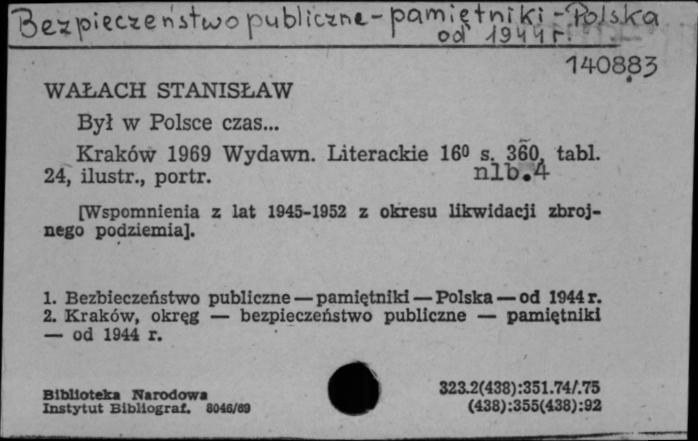 Bezpieczeństwo publiczne - pamiętniki - Polska
od 1944 r.
140883
WAŁACH STANISŁAW
Był w Polsce czas...
Kraków 1969 Wydawn. Literackie 16⁰ s. 360, tabl.
24, ilustr., portr. nlb.4
[Wspomnienia z lat 1945-1952 z okresu likwidacji zbroj-
nego podziemia].
1. Bezbieczeństwo publiczne — pamiętniki — Polska — od 1944 r.
2. Kraków, okręg — bezpieczeństwo publiczne — pamiętniki
— od 1944 r.
Biblioteka Narodowa 323.2(438):351.74/.75
Instytut Bibliograf. 8046/69 (438):355(438):92